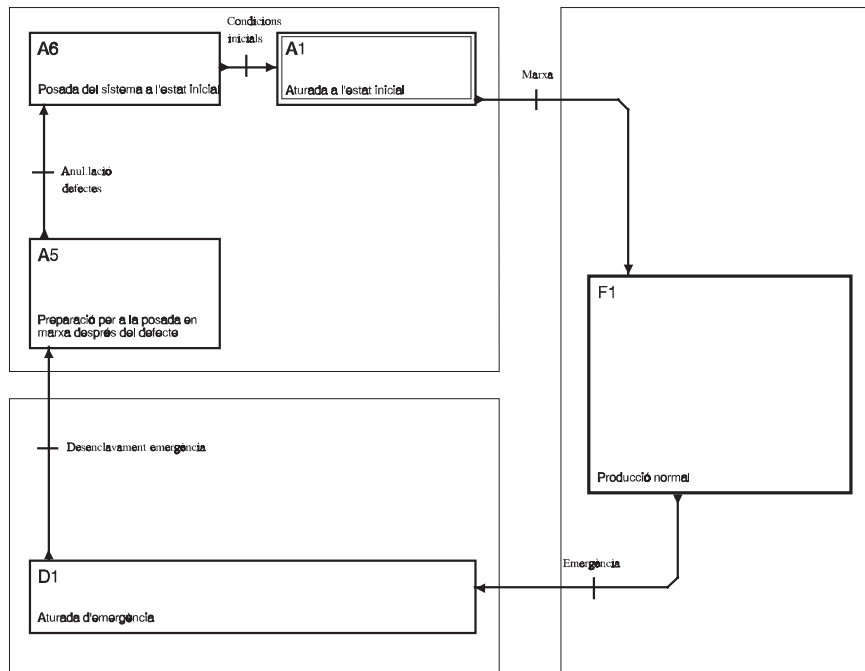 Condicions
inicials
A6
Posada del sistema a l'estat inicial
A1
Aturada a l'estat inicial
Marxa
Anul.lació
defectes
A5
Preparació per a la posada en
marxa després del defecte
F1
Producció normal
Desenclavament emergència
Emergència
D1
Aturada d'emergència